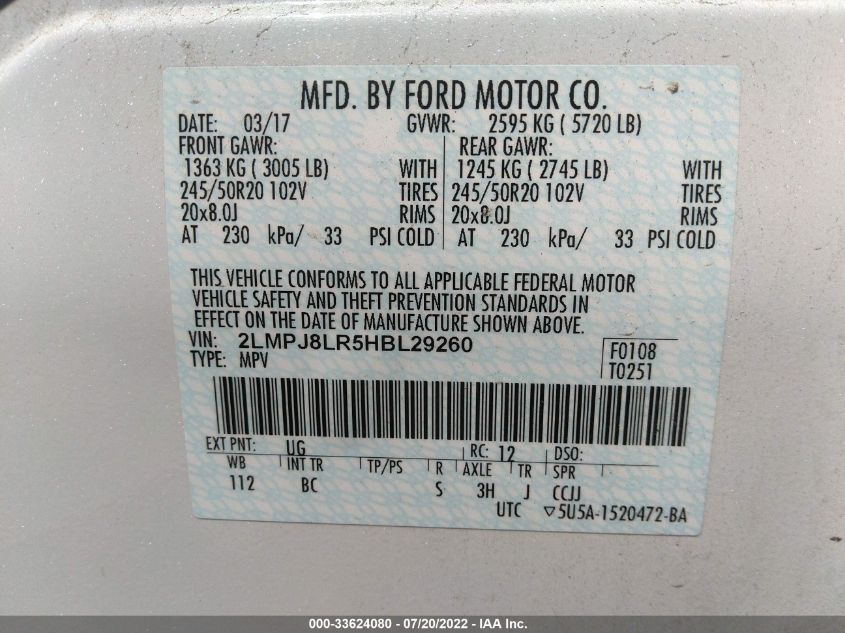 MFD. BY FORD MOTOR CO.
DATE: 03/17 GVWR: 2595 KG ( 5720 LB)
FRONT GAWR: REAR GAWR:
1363 KG ( 3005 LB) WITH 1245 KG ( 2745 LB) WITH
245/50R20 102V TIRES 245/50R20 102V TIRES
20x8.0J RIMS 20x8.0J RIMS
AT 230 kPa/ 33 PSI COLD AT 230 kPa/ 33 PSI COLD
THIS VEHICLE CONFORMS TO ALL APPLICABLE FEDERAL MOTOR
VEHICLE SAFETY AND THEFT PREVENTION STANDARDS IN
EFFECT ON THE DATE OF MANUFACTURE SHOWN ABOVE.
VIN: 2LMPJ8LR5HBL29260 F0108
TYPE: MPV T0251
EXT PNT: UG RC: 12 DSO:
WB INT TR TP/PS R AXLE TR SPR
112 BC S 3H J CCJJ
UTC ▽5U5A-1520472-BA
000-33624080 - 07/20/2022 - IAA Inc.